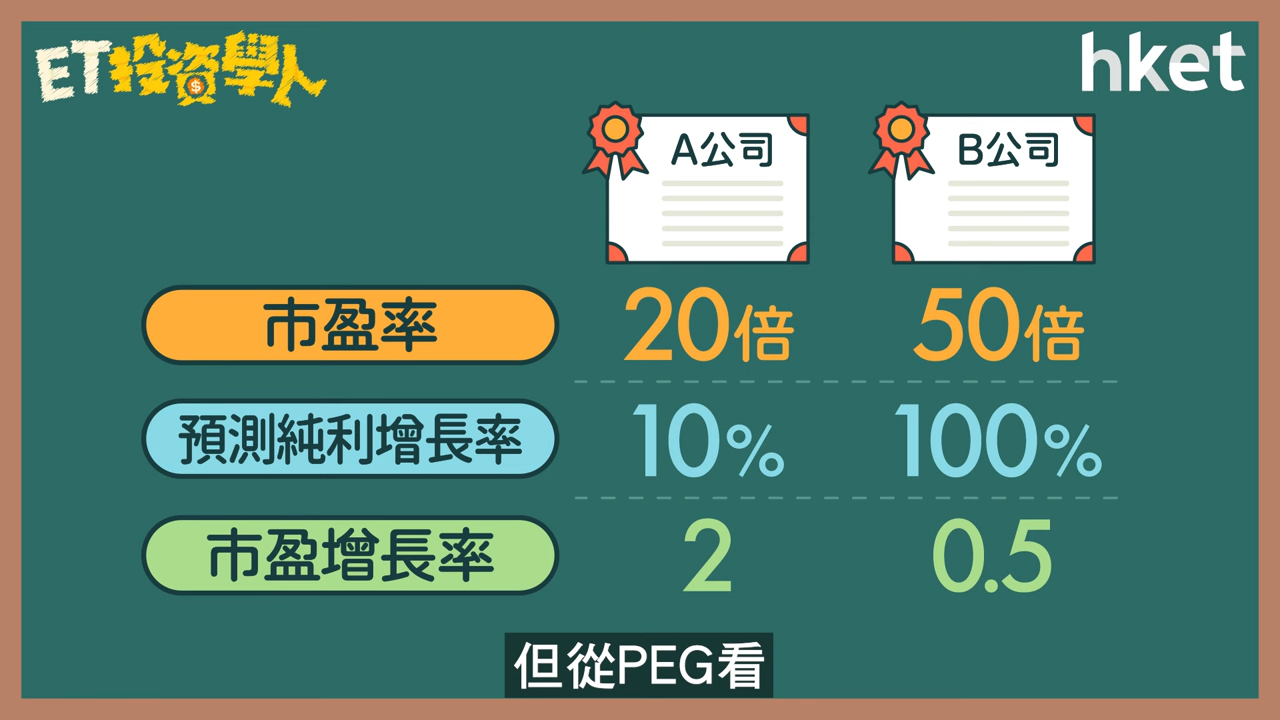 ET投資學人
hket
A公司 B公司
市盈率 20倍 50倍
預測純利增長率 10% 100%
市盈增長率 2 0.5
但從PEG看